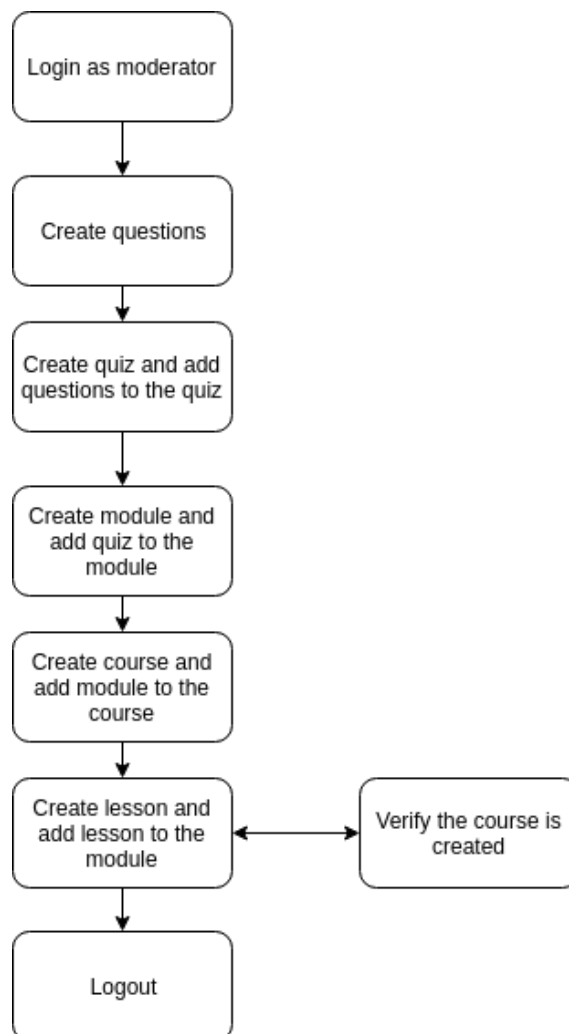 Login as moderator
Create questions
Create quiz and add
questions to the quiz
Create module and
add quiz to the
module
Create course and
add module to the
course
Create lesson and
add lesson to the
module
Verify the course is
created
Logout